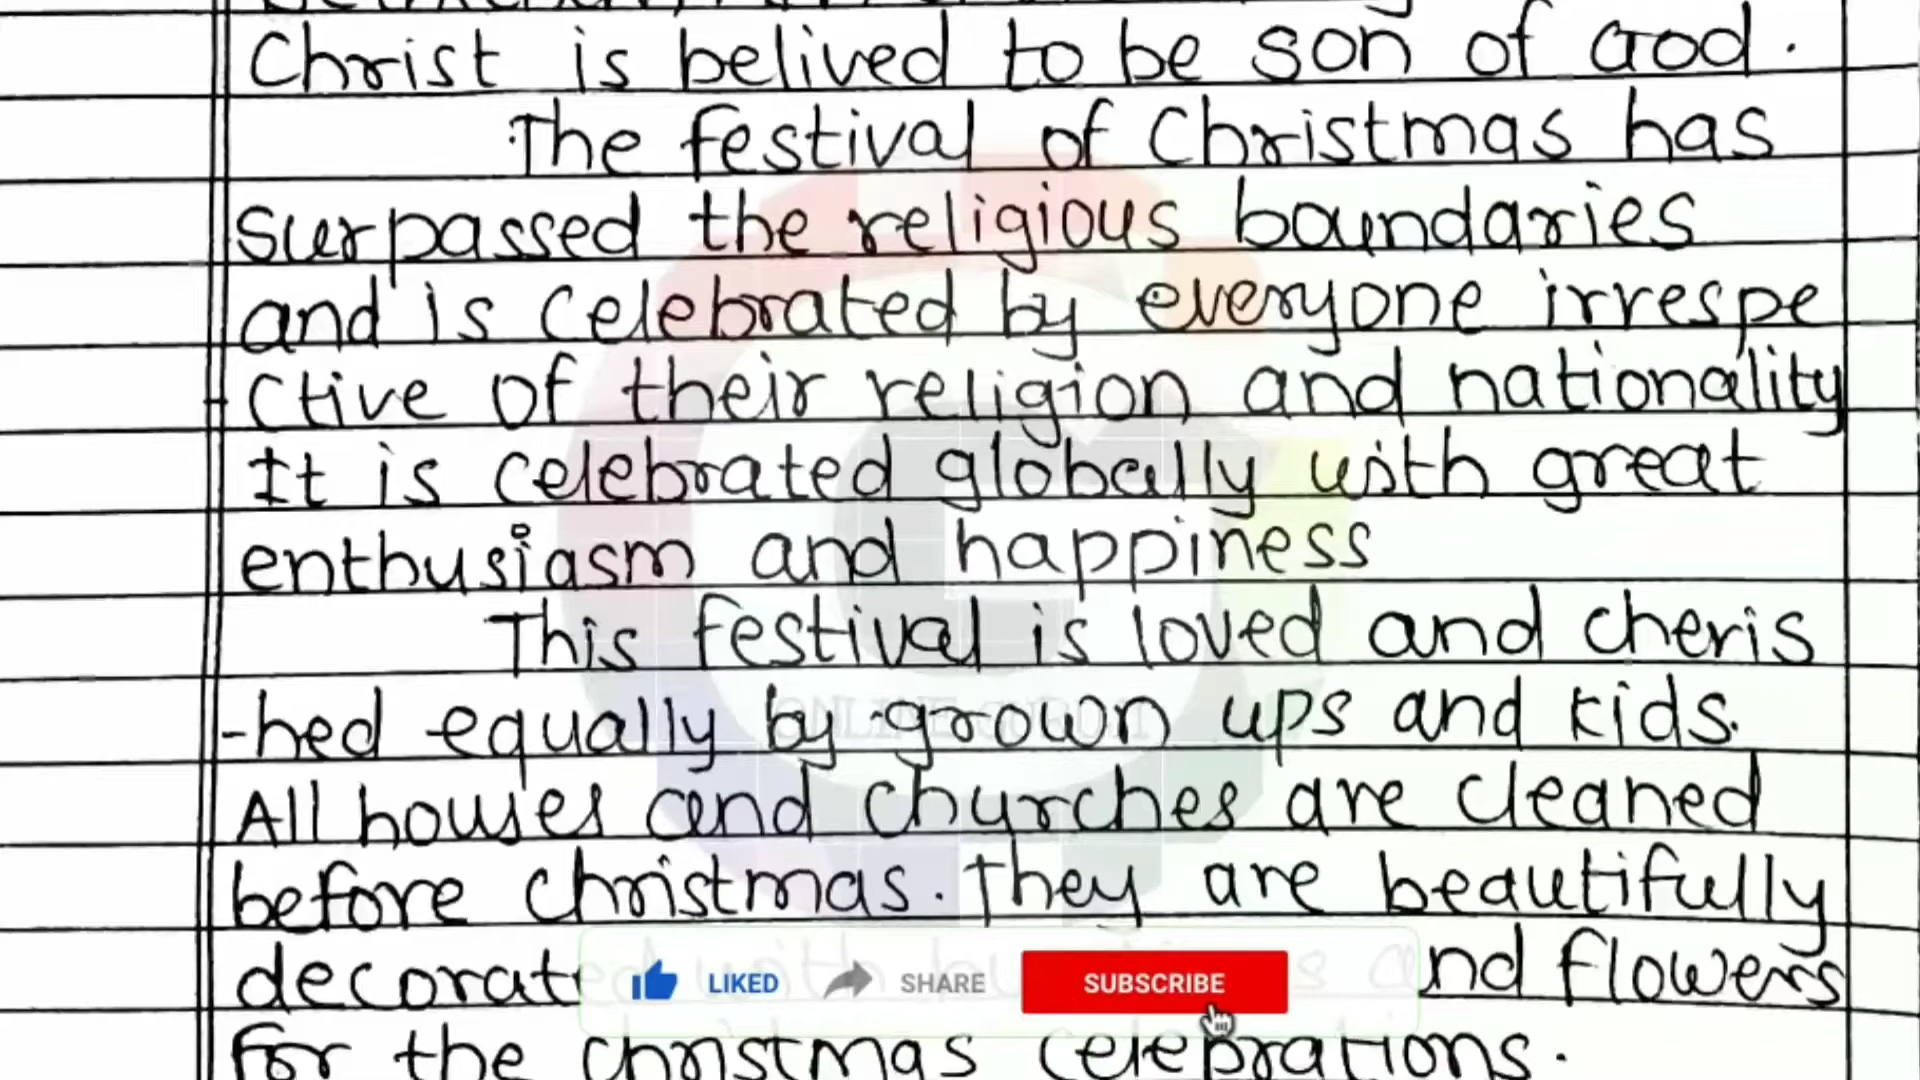 Christ is belived to be son of God.
The festival of Christmas has
surpassed the religious boundaries
and is celebrated by everyone irrespe
-ctive of their religion and nationality
It is celebrated globally with great
enthusiasm and happiness
This festival is loved and cheris
-hed equally by grown ups and kids.
All houses and churches are cleaned
before christmas. They are beautifully
decorated with and flowers
LIKED SHARE SUBSCRIBE
for the christmas celebrations.